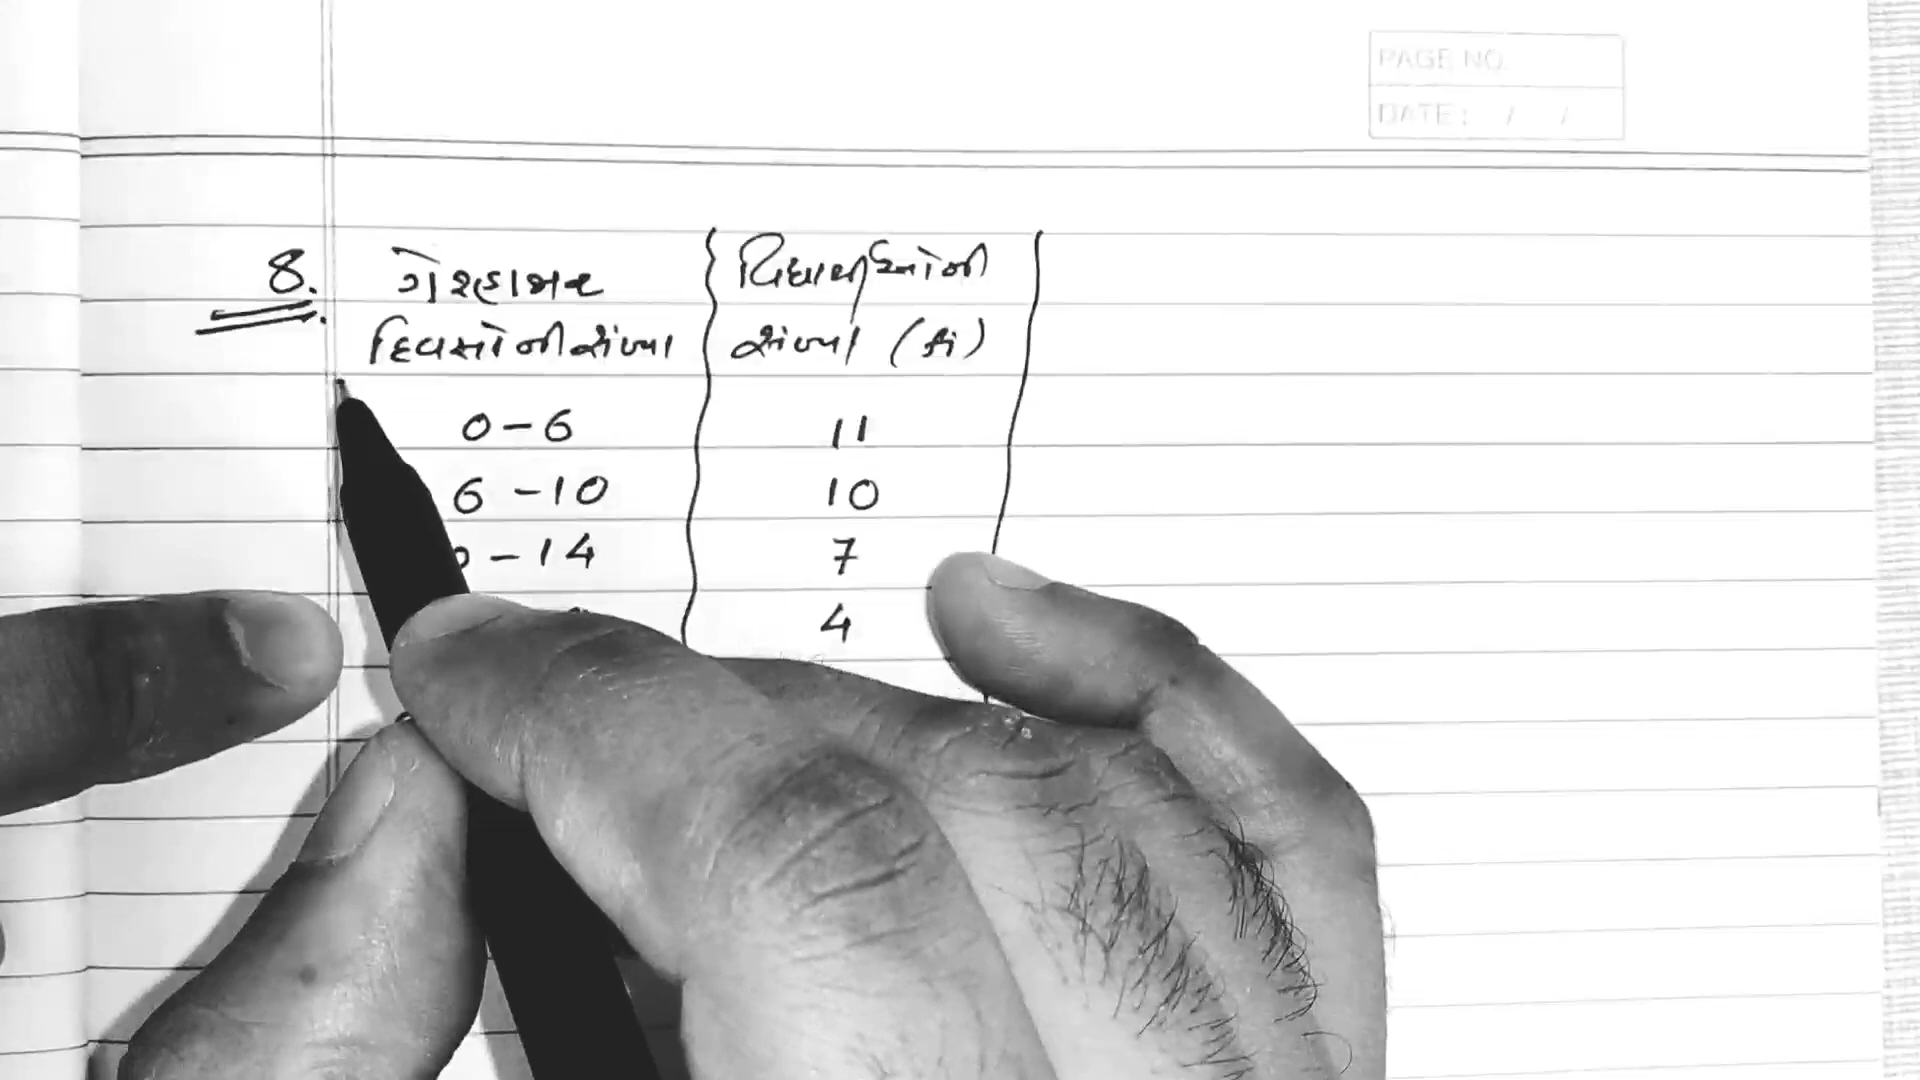 PAGE NO.
DATE: / /
8. ગેરહાજર વિદ્યાર્થીઓની
દિવસોની સંખ્યા સંખ્યા (fi)
0 - 6 11
6 - 10 10
- 14 7
4